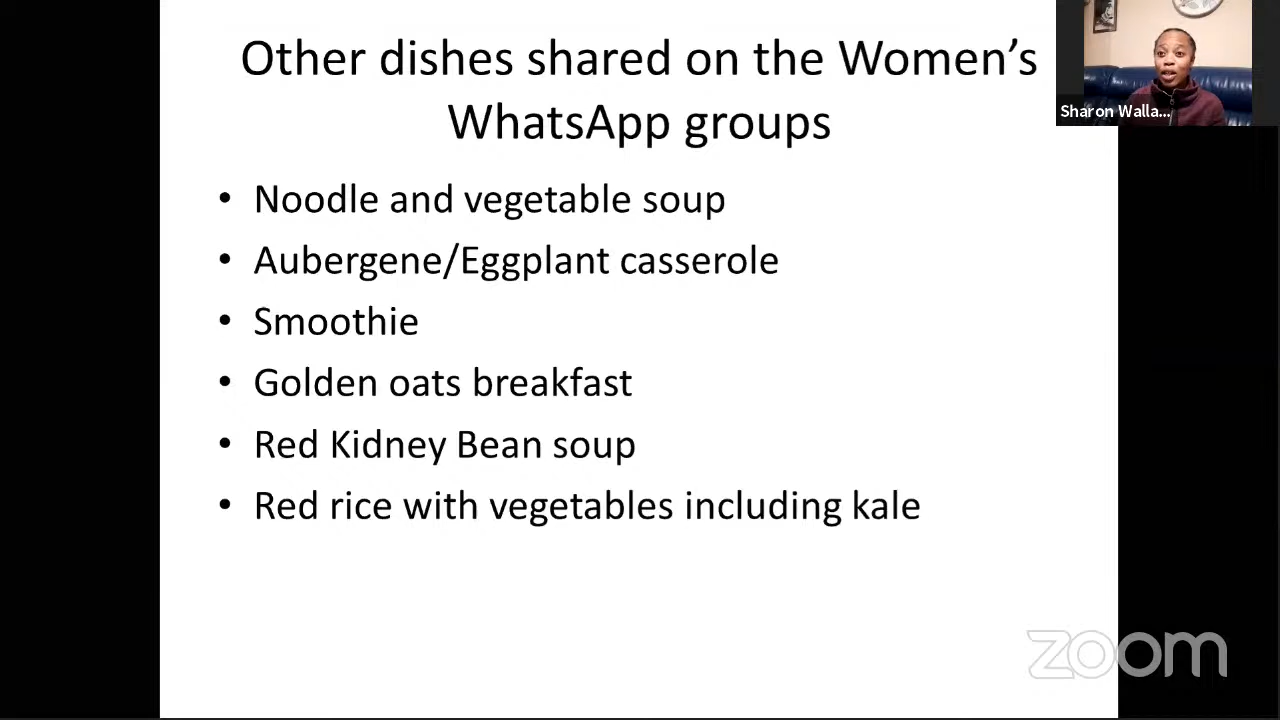 Other dishes shared on the Women's
WhatsApp groups
• Noodle and vegetable soup
• Aubergene/Eggplant casserole
• Smoothie
• Golden oats breakfast
• Red Kidney Bean soup
• Red rice with vegetables including kale
Sharon Walla...
zoom